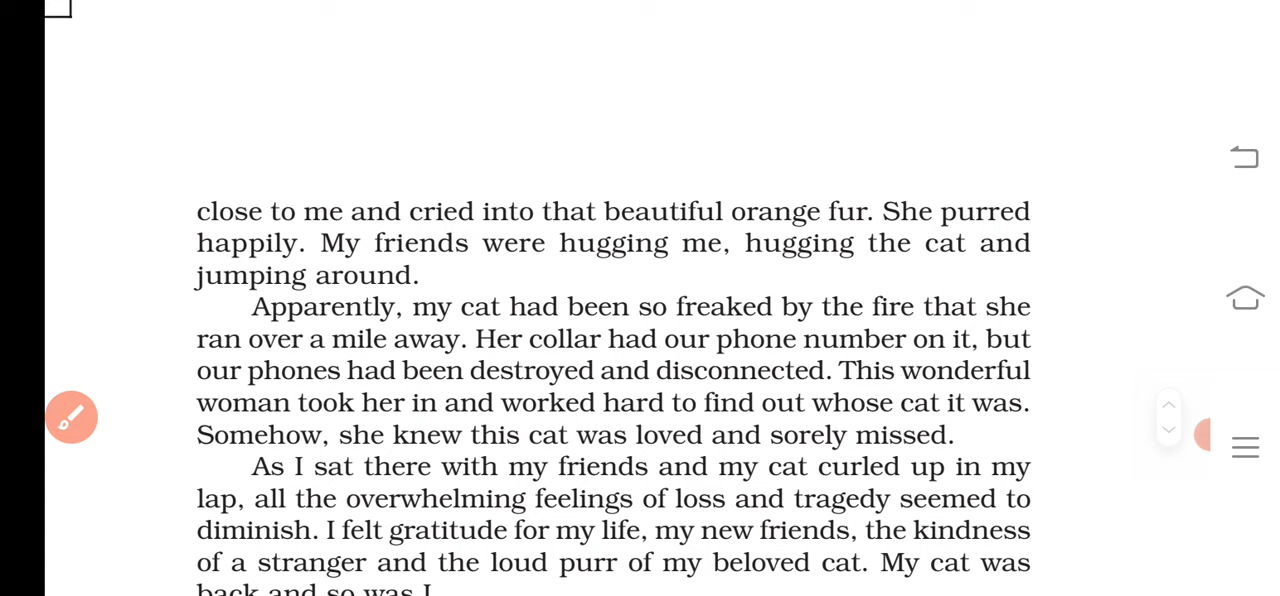 close to me and cried into that beautiful orange fur. She purred
happily. My friends were hugging me, hugging the cat and
jumping around.
Apparently, my cat had been so freaked by the fire that she
ran over a mile away. Her collar had our phone number on it, but
our phones had been destroyed and disconnected. This wonderful
woman took her in and worked hard to find out whose cat it was.
Somehow, she knew this cat was loved and sorely missed.
As I sat there with my friends and my cat curled up in my
lap, all the overwhelming feelings of loss and tragedy seemed to
diminish. I felt gratitude for my life, my new friends, the kindness
of a stranger and the loud purr of my beloved cat. My cat was
back and so was I